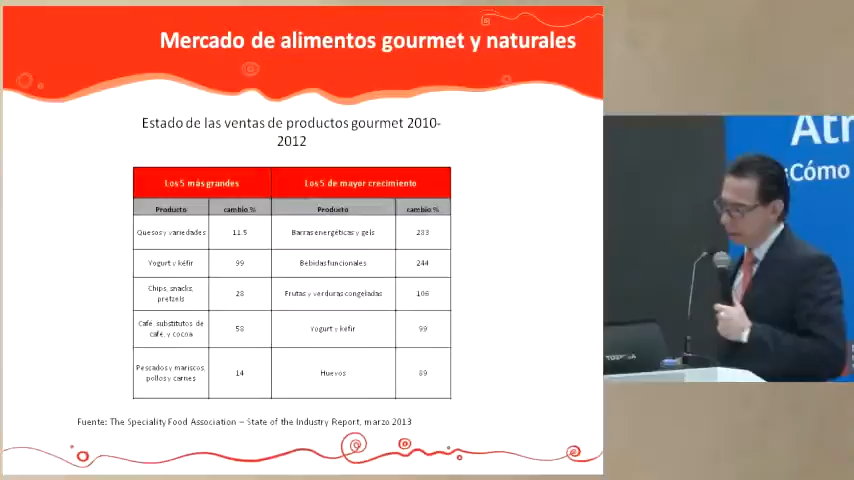 Mercado de alimentos gourmet y naturales
Estado de las ventas de productos gourmet 2010-
2012
Los 5 más grandes
Los 5 de mayor crecimiento
Producto
cambio %
Producto
cambio %
Quesos y variedades
11.5
Barras energéticas y gels
233
Yogurt y kéfir
99
Bebidas funcionales
244
Chips, snacks,
pretzels
28
Frutas y verduras congeladas
106
Café, substitutos de
café, y cocoa
58
Yogurt y kéfir
99
Pescados y mariscos,
pollos y carnes
14
Huevos
89
Fuente: The Speciality Food Association – State of the Industry Report, marzo 2013
¿Cómo
TOSHIBA